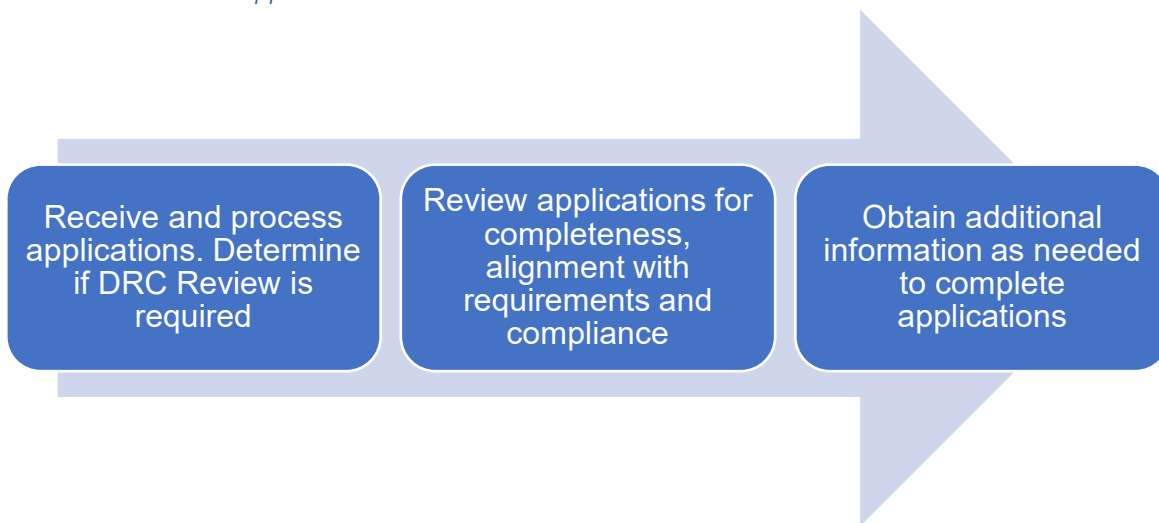 Receive and process
applications. Determine
if DRC Review is
required
Review applications for
completeness,
alignment with
requirements and
compliance
Obtain additional
information as needed
to complete
applications